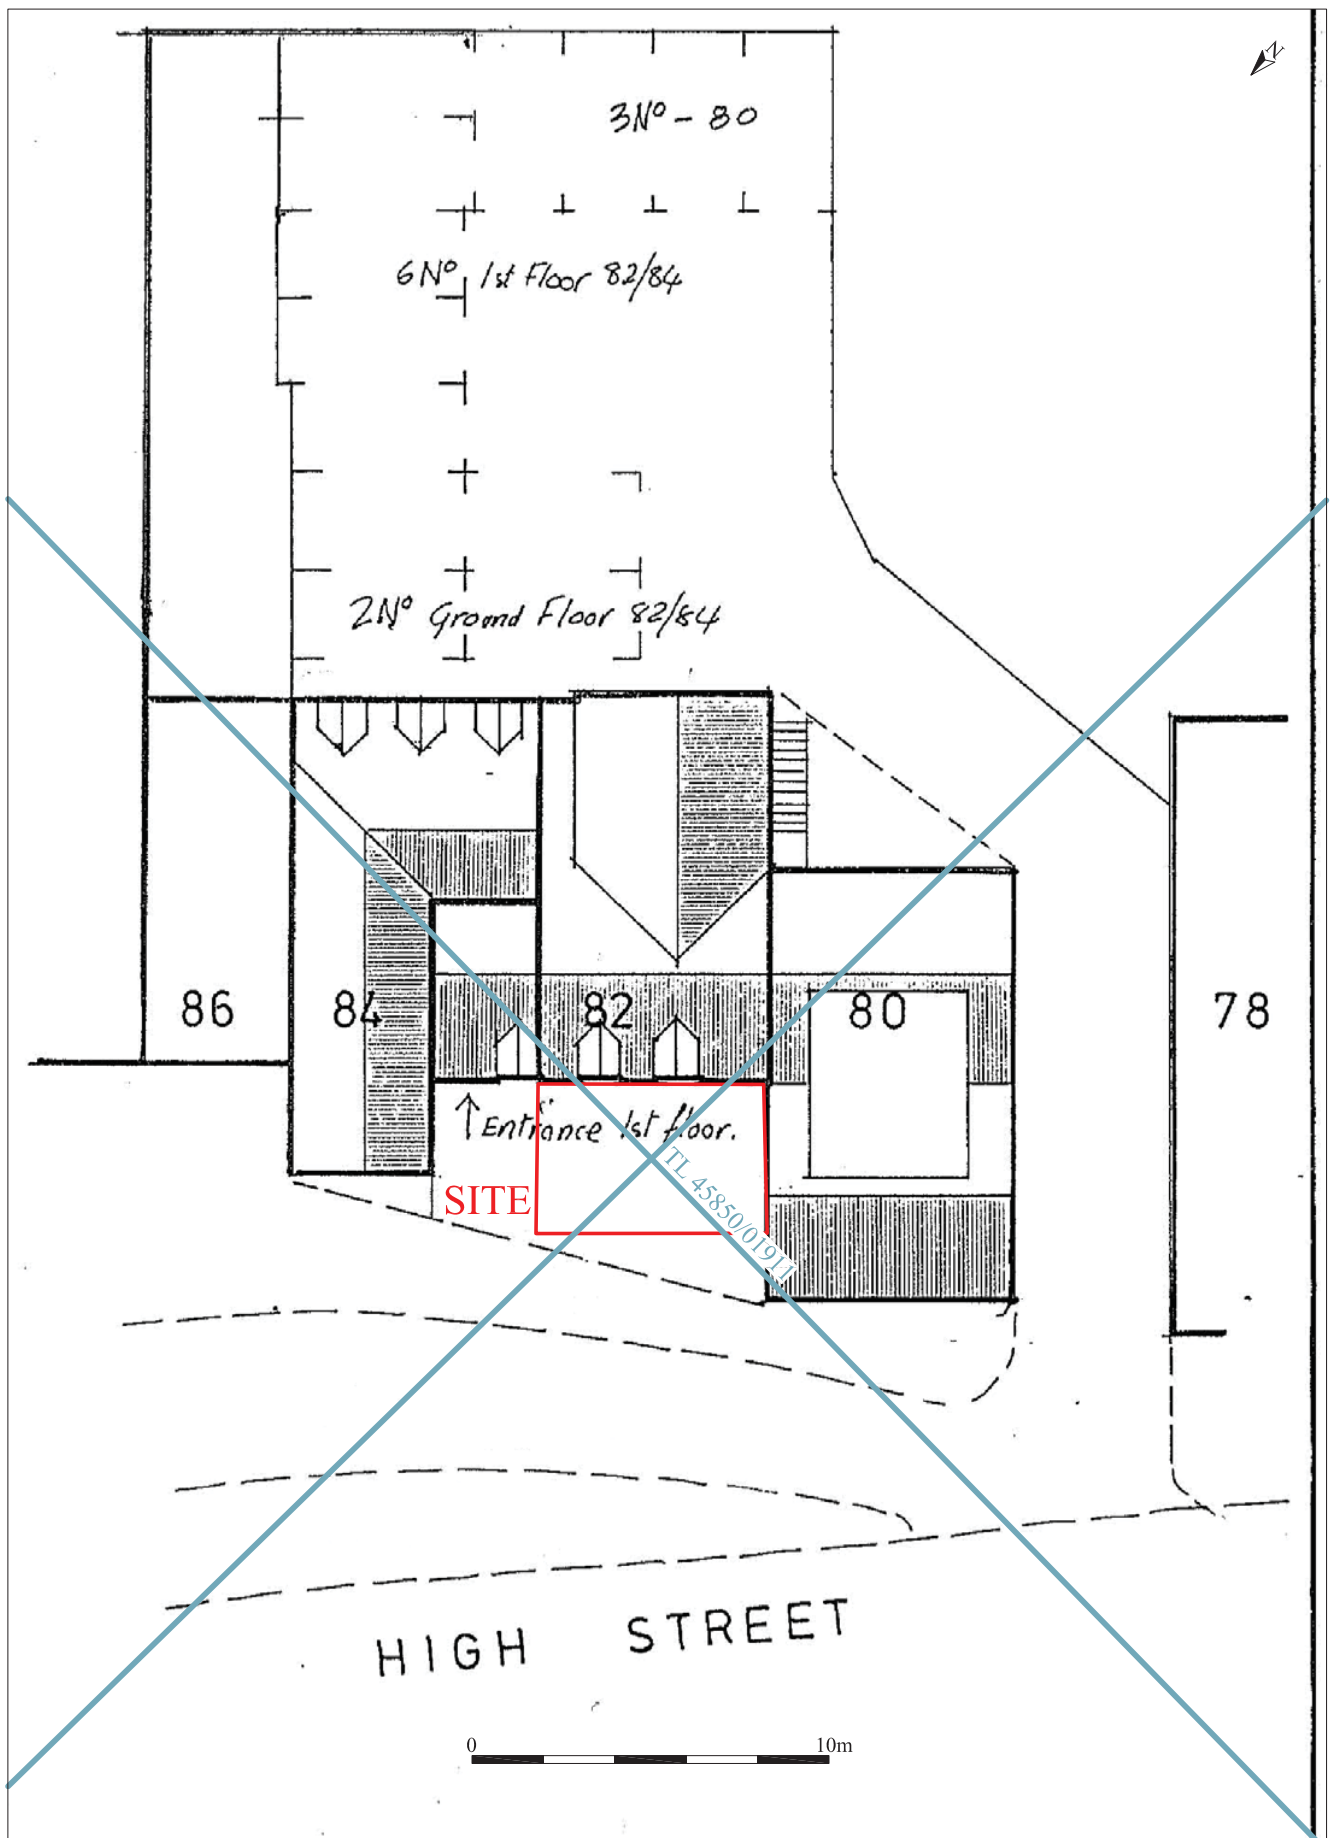 N
3Nº - 80
6Nº 1st Floor 82/84
2Nº Ground Floor 82/84
86
84
82
80
78
Entrance 1st floor.
SITE
TL 45850/01911
HIGH STREET
0 10m